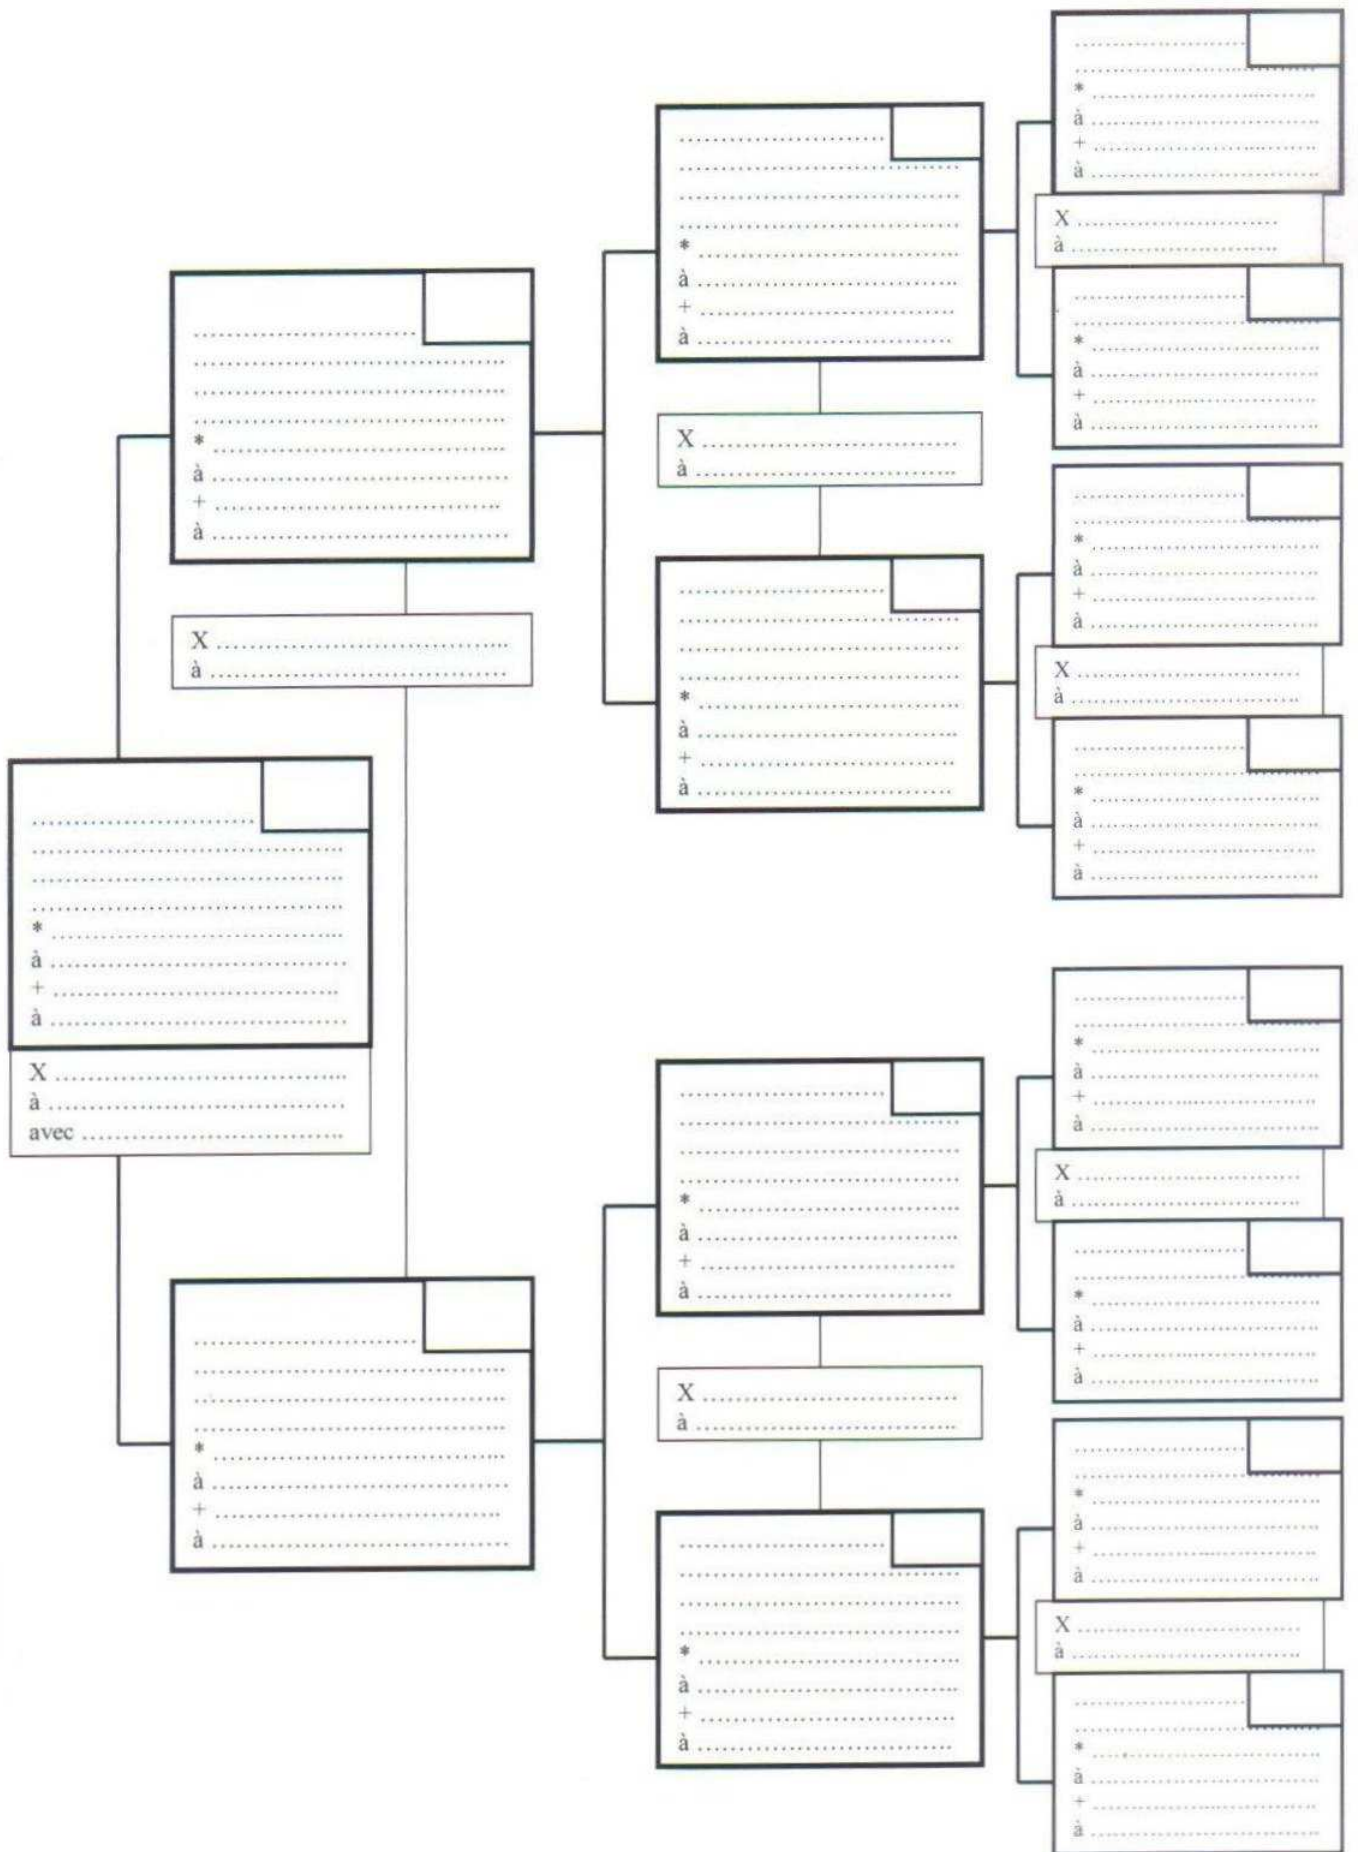 *
à
+
à
X
à
avec
*
à
+
à
X
à
*
à
+
à
*
à
+
à
X
à
*
à
+
à
*
à
+
à
X
à
*
à
+
à
*
à
+
à
X
à
*
à
+
à
*
à
+
à
X
à
*
à
+
à
*
à
+
à
X
à
*
à
+
à
*
à
+
à
X
à
*
à
+
à